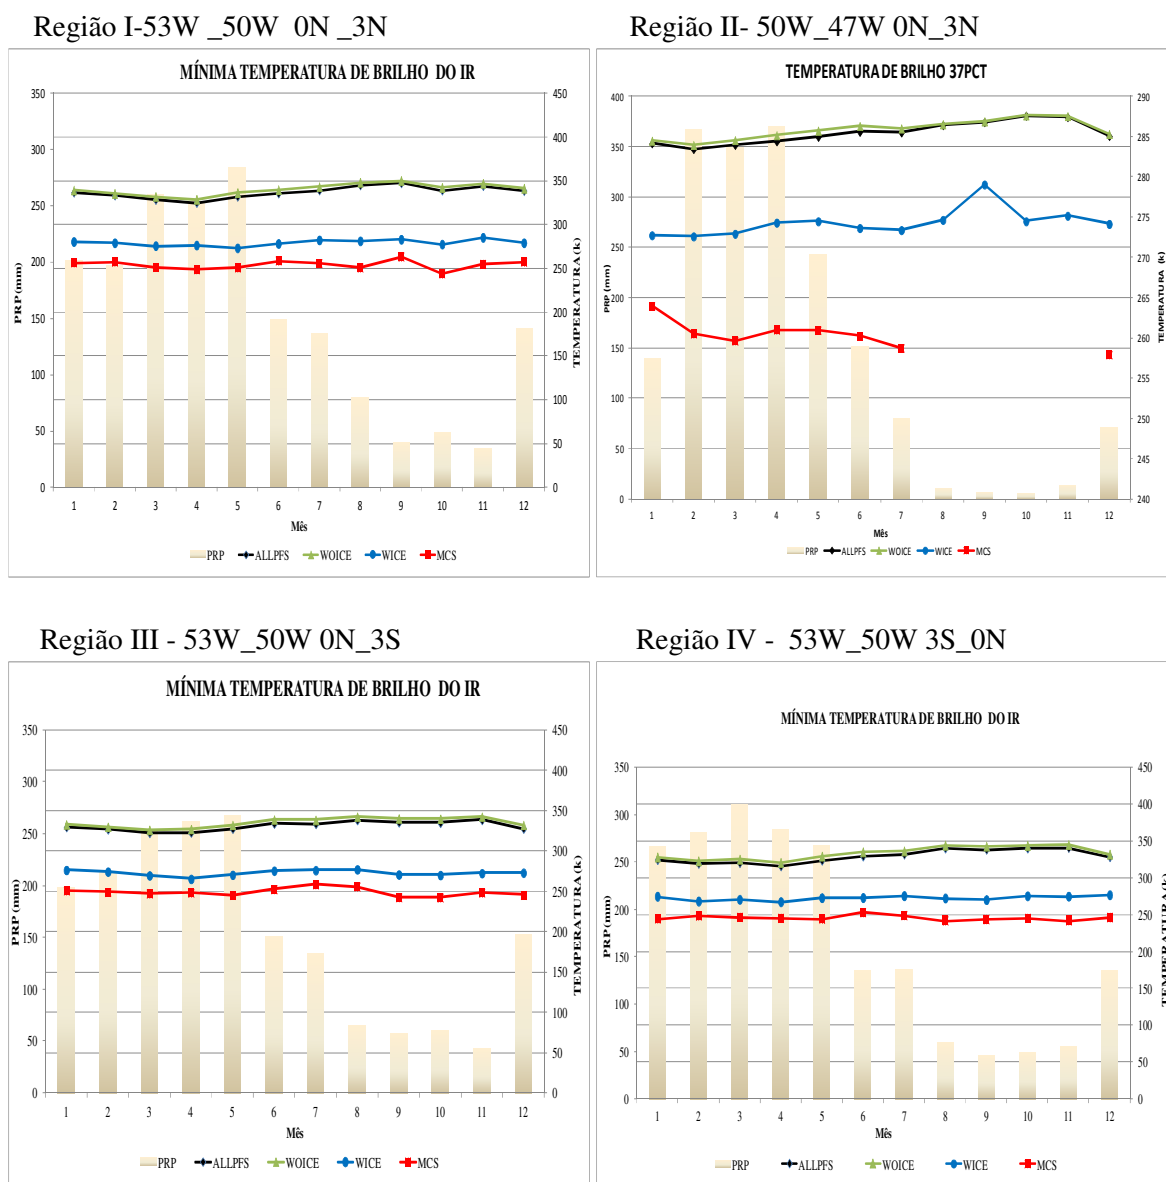 Região I-53W _50W 0N _3N
Região II- 50W_47W 0N_3N
MÍNIMA TEMPERATURA DE BRILHO DO IR
350
300
250
200
150
100
50
0
450
400
350
300
250
200
150
100
50
0
PRP (mm)
TEMPERATURA (k)
1 2 3 4 5 6 7 8 9 10 11 12
Mês
PRP ALLPFS WOICE WICE MCS
TEMPERATURA DE BRILHO 37PCT
400
350
300
250
200
150
100
50
0
290
285
280
275
270
265
260
255
250
245
240
PRP (mm)
TEMPERATURA (k)
1 2 3 4 5 6 7 8 9 10 11 12
Mês
PRP ALLPFS WOICE WICE MCS
Região III - 53W_50W 0N_3S
Região IV - 53W_50W 3S_0N
MÍNIMA TEMPERATURA DE BRILHO DO IR
350
300
250
200
150
100
50
0
450
400
350
300
250
200
150
100
50
0
PRP (mm)
TEMPERATURA (k)
1 2 3 4 5 6 7 8 9 10 11 12
Mês
PRP ALLPFS WOICE WICE MCS
MÍNIMA TEMPERATURA DE BRILHO DO IR
350
300
250
200
150
100
50
0
450
400
350
300
250
200
150
100
50
0
PRP (mm)
TEMPERATURA (k)
1 2 3 4 5 6 7 8 9 10 11 12
Mês
PRP ALLPFS WOICE WICE MCS